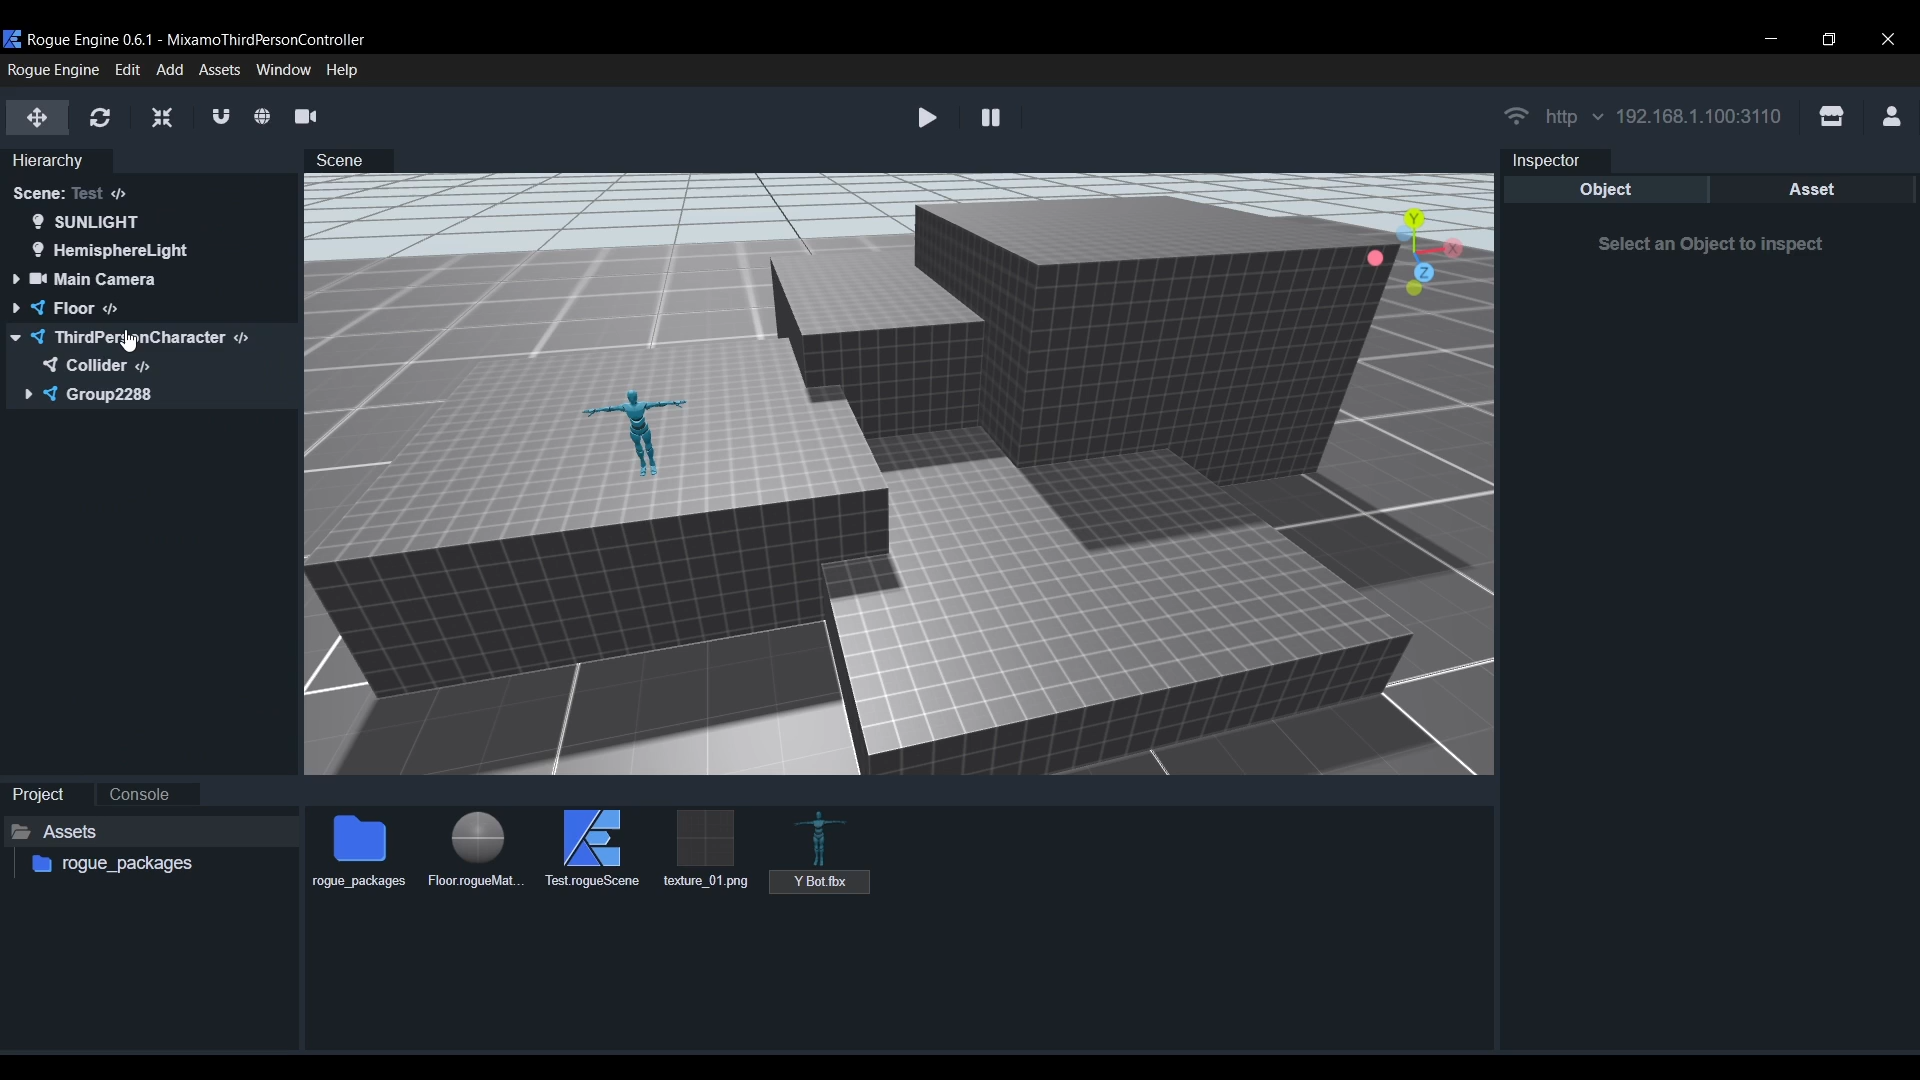 Rogue Engine 0.6.1 - MixamoThirdPersonController
Rogue Engine Edit Add Assets Window Help
http 192.168.1.100:3110
Hierarchy
Scene: Test </>
SUNLIGHT
HemisphereLight
Main Camera
Floor </>
ThirdPersonCharacter </>
Collider </>
Group2288
Scene
Y
X
Z
Inspector
Object Asset
Select an Object to inspect
Project Console
Assets
rogue_packages
rogue_packages Floor.rogueMat... Test.rogueScene texture_01.png Y Bot.fbx